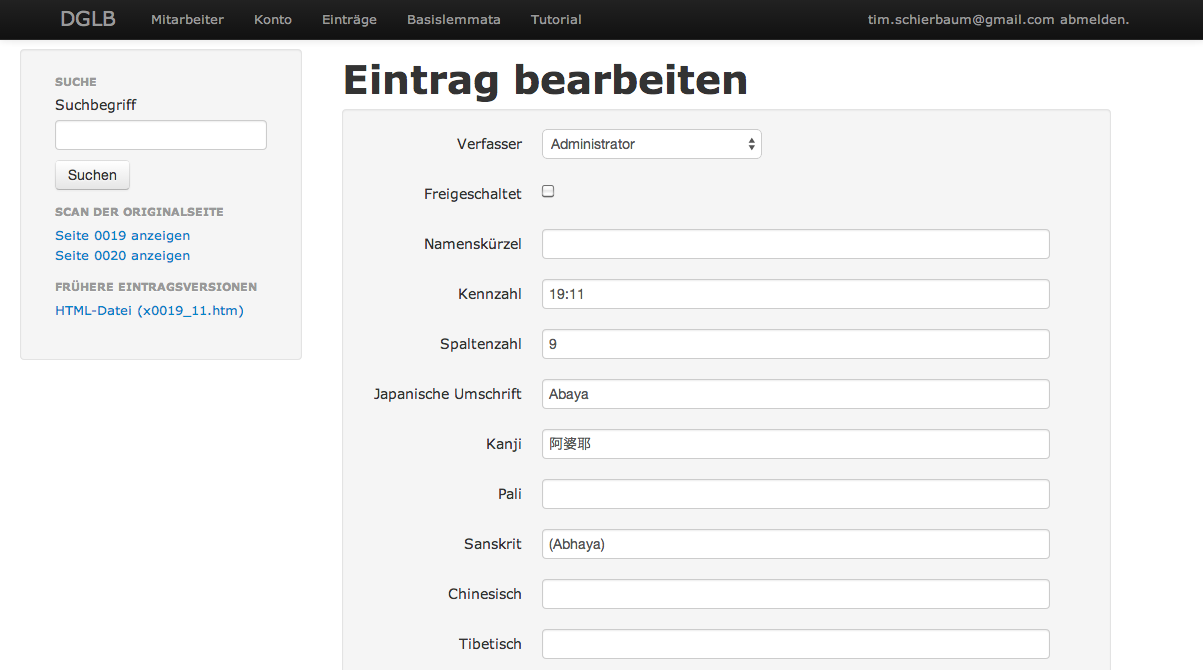 DGLB Mitarbeiter Konto Einträge Basislemmata Tutorial tim.schierbaum@gmail.com abmelden.
SUCHE
Suchbegriff
Suchen
SCAN DER ORIGINALSEITE
Seite 0019 anzeigen
Seite 0020 anzeigen
FRÜHERE EINTRAGSVERSIONEN
HTML-Datei (x0019_11.htm)
Eintrag bearbeiten
Verfasser Administrator
Freigeschaltet
Namenskürzel
Kennzahl 19:11
Spaltenzahl 9
Japanische Umschrift Abaya
Kanji 阿婆耶
Pali
Sanskrit (Abhaya)
Chinesisch
Tibetisch